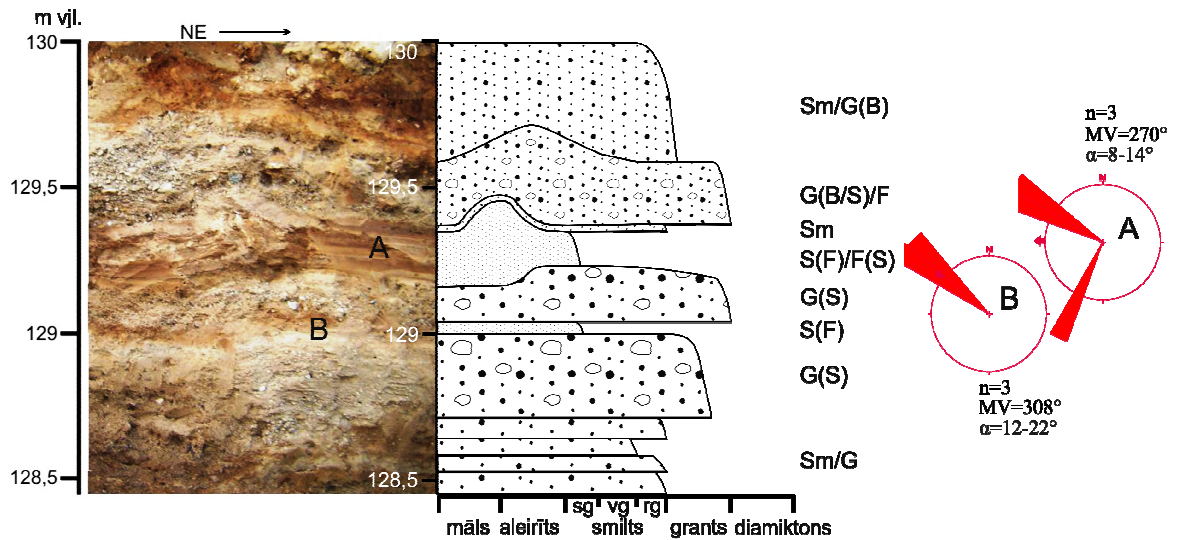 m vjl.
NE
130
130
129,5
129,5
129
129
128,5
128,5
A
B
Sm/G(B)
G(B/S)/F
Sm
S(F)/F(S)
G(S)
S(F)
G(S)
Sm/G
sg vg rg
māls aleirīts smilts grants diamiktons
n=3
MV=270°
α=8-14°
N
A
N
B
n=3
MV=308°
α=12-22°